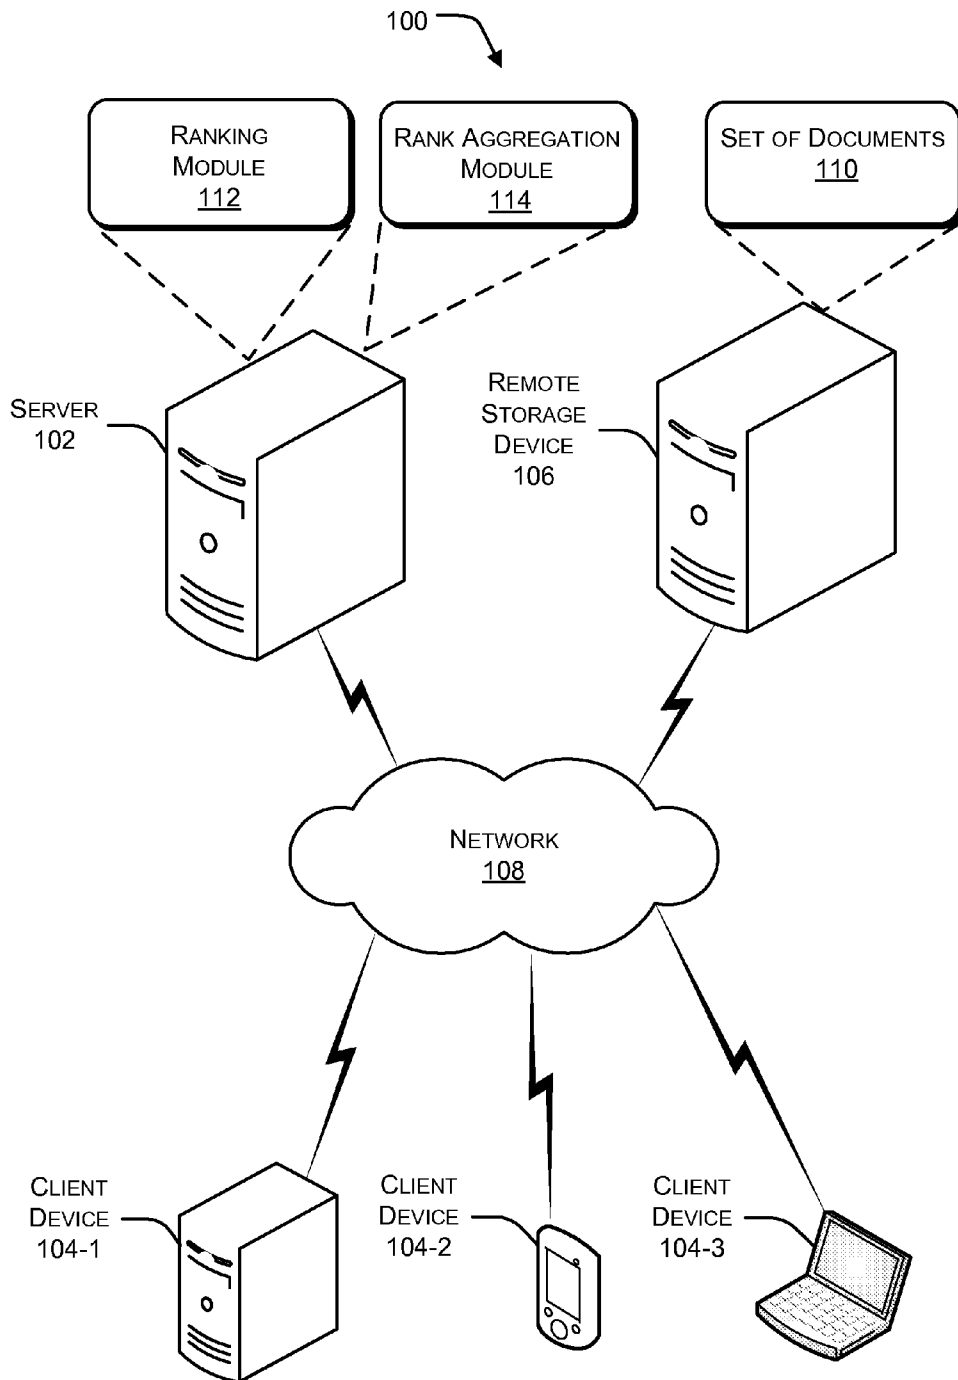 100
RANKING
MODULE
112
RANK AGGREGATION
MODULE
114
SET OF DOCUMENTS
110
SERVER
102
REMOTE
STORAGE
DEVICE
106
NETWORK
108
CLIENT
DEVICE
104-1
CLIENT
DEVICE
104-2
CLIENT
DEVICE
104-3